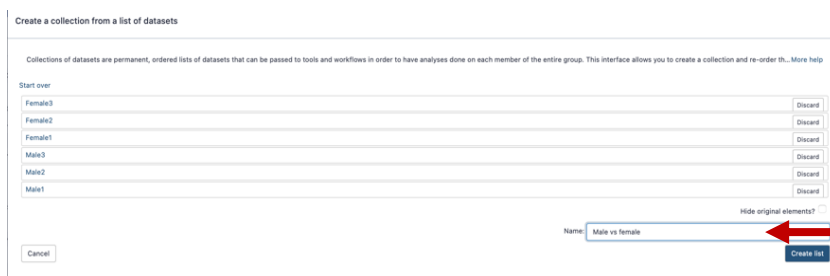 Create a collection from a list of datasets
Collections of datasets are permanent, ordered lists of datasets that can be passed to tools and workflows in order to have analyses done on each member of the entire group. This interface allows you to create a collection and re-order th... More help
Start over
Female3 Discard
Female2 Discard
Female1 Discard
Male3 Discard
Male2 Discard
Male1 Discard
Hide original elements?
Name: Male vs female
Cancel Create list